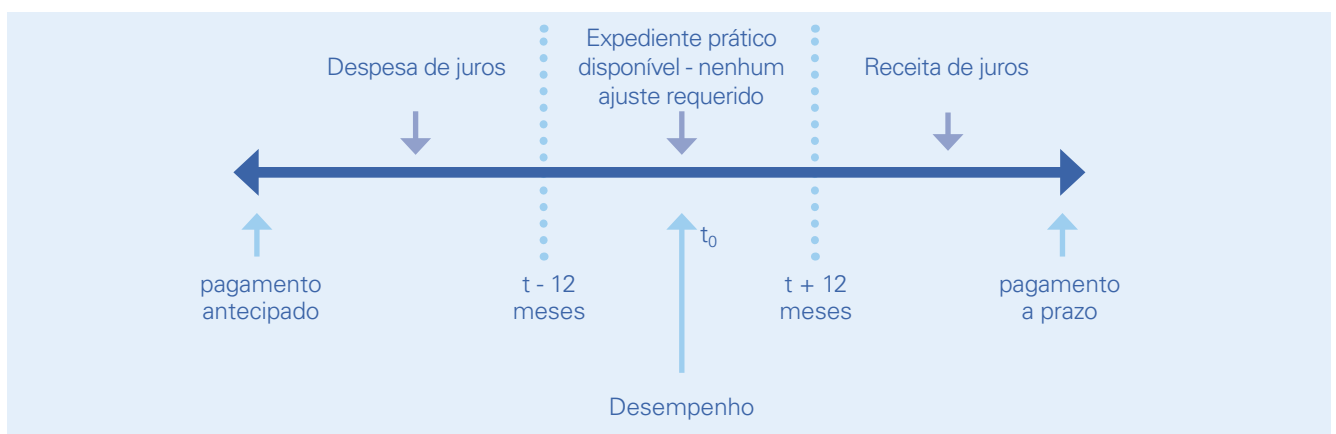 Despesa de juros
Expediente prático
disponível - nenhum
ajuste requerido
Receita de juros
t0
pagamento
antecipado
t - 12
meses
t + 12
meses
pagamento
a prazo
Desempenho